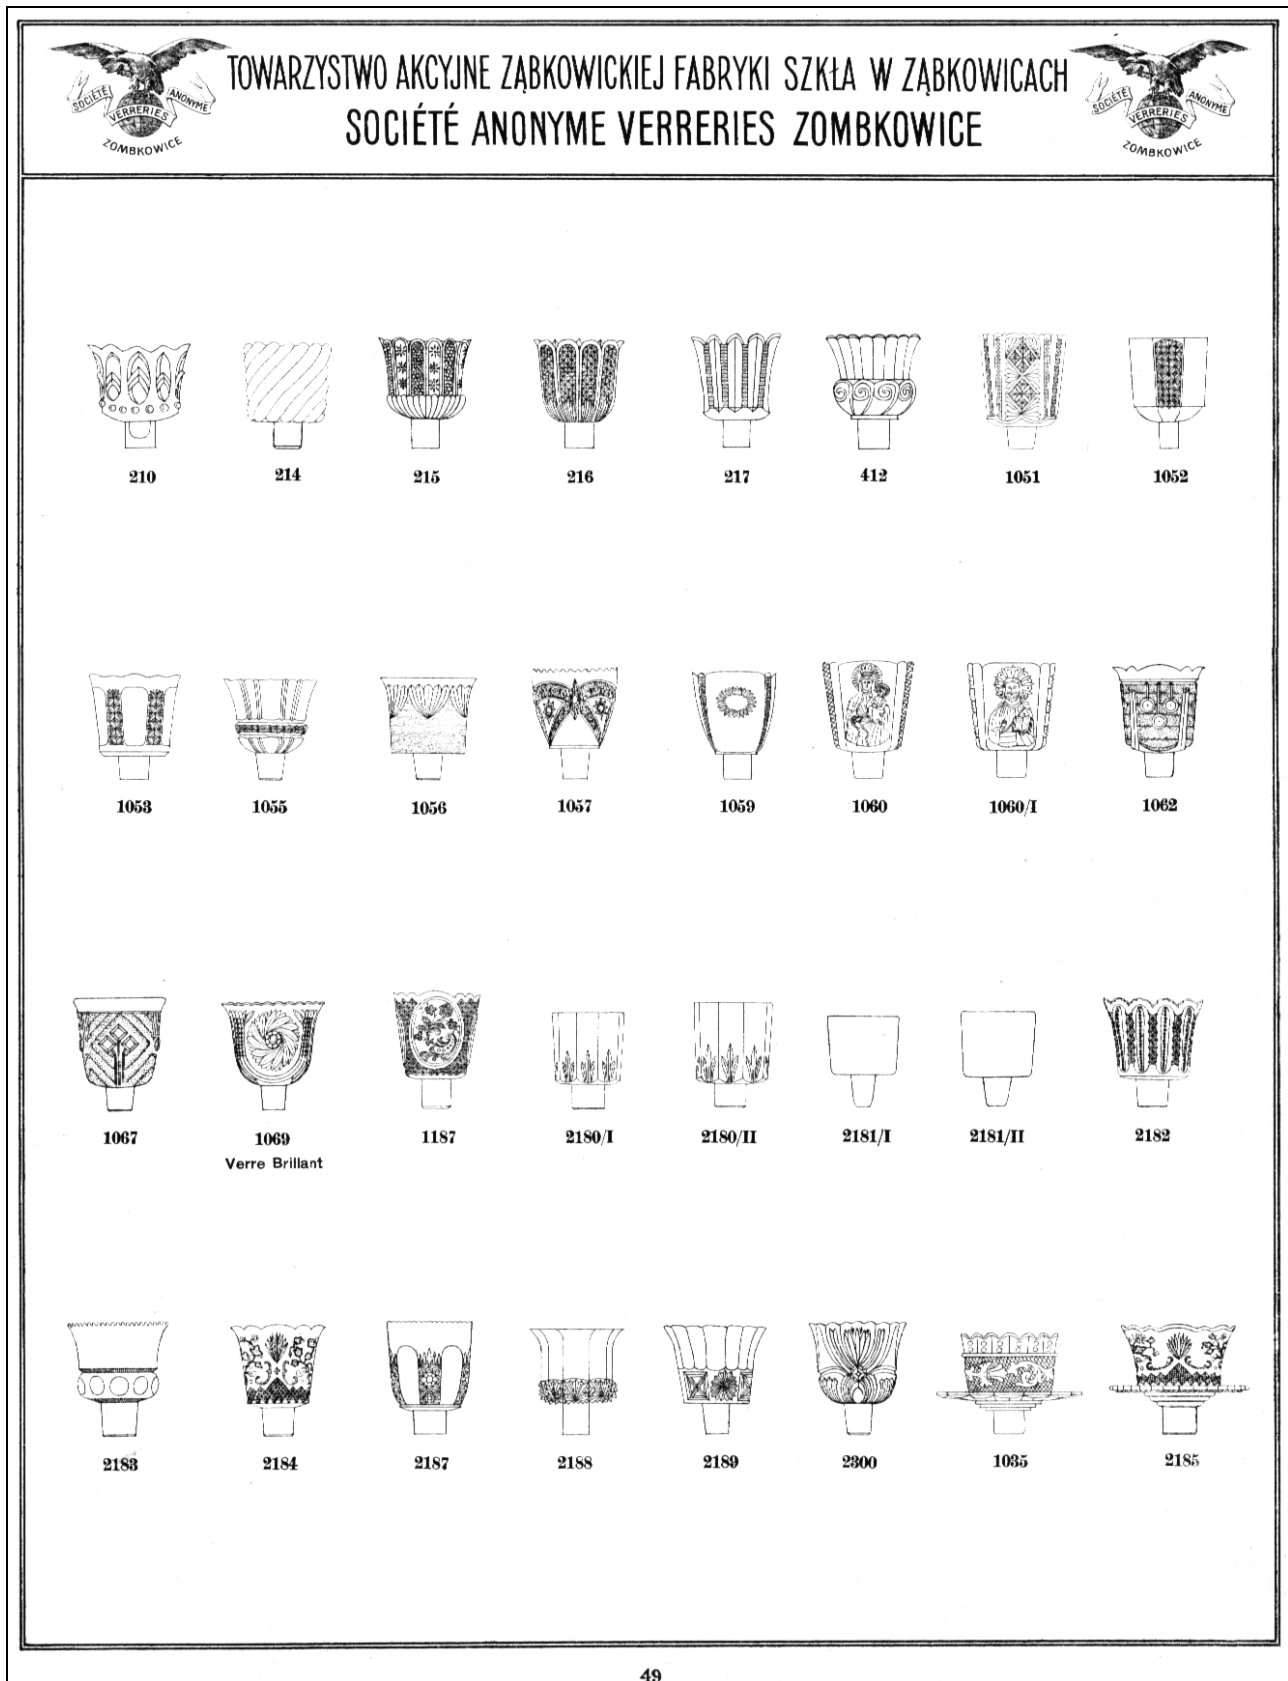 SOCIÉTÉ VERRERIES ANONYME
ZOMBKOWICE
TOWARZYSTWO AKCYJNE ZĄBKOWICKIEJ FABRYKI SZKŁA W ZĄBKOWICACH
SOCIÉTÉ ANONYME VERRERIES ZOMBKOWICE
SOCIÉTÉ VERRERIES ANONYME
ZOMBKOWICE
210 214 215 216 217 412 1051 1052
1053 1055 1056 1057 1059 1060 1060/I 1062
1067 1069 1187 2180/I 2180/II 2181/I 2181/II 2182
Verre Brillant
2183 2184 2187 2188 2189 2300 1035 2185
49